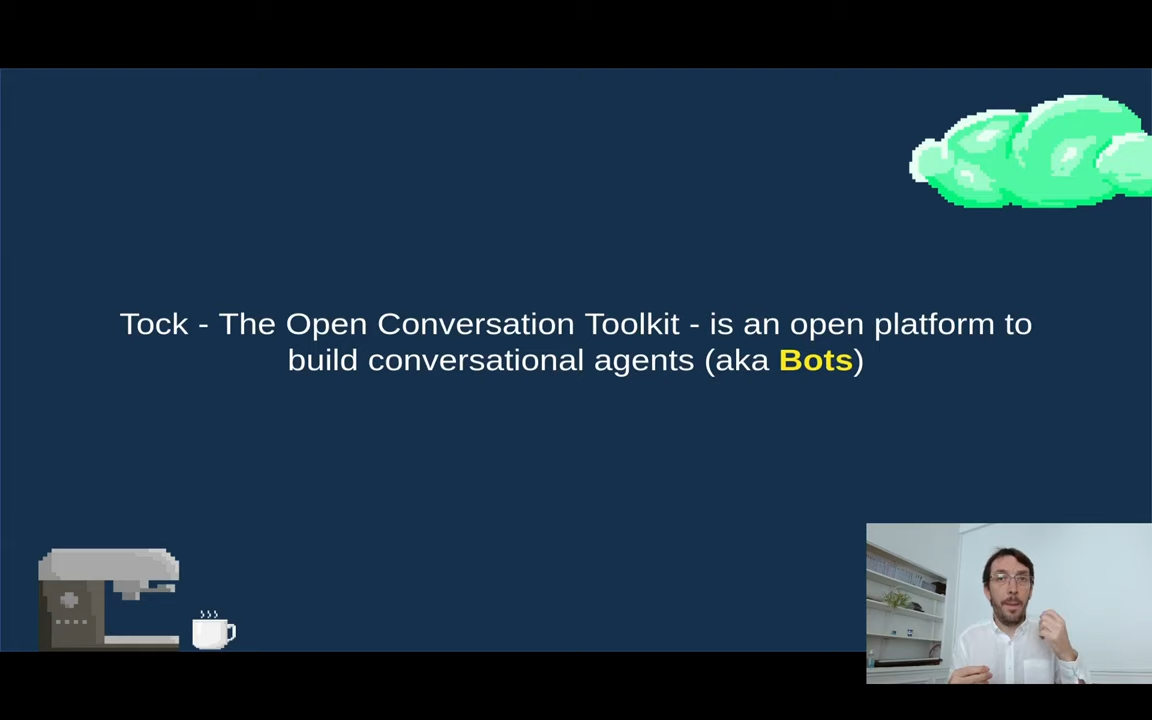 Tock - The Open Conversation Toolkit - is an open platform to
build conversational agents (aka Bots)